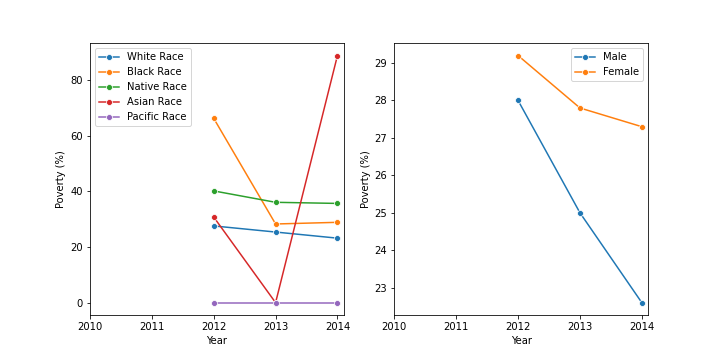 White Race
Black Race
Native Race
Asian Race
Pacific Race
Poverty (%)
80
60
40
20
0
2010 2011 2012 2013 2014
Year
Male
Female
Poverty (%)
29
28
27
26
25
24
23
2010 2011 2012 2013 2014
Year